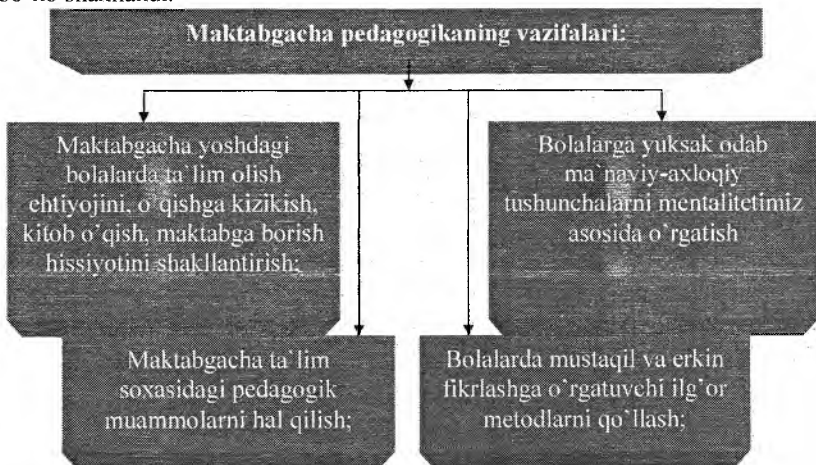 Maktabgacha pedagogikaning vazifalari:
Maktabgacha yoshdagi
bolalarda ta`lim olish
ehtiyojini, o`qishga kizikish,
kitob o`qish, maktabga borish
hissiyotini shakllantirish;
Bolalarga yuksak odab
ma`naviy-axloqiy
tushunchalarni mentalitetimiz
asosida o`rgatish
Maktabgacha ta`lim
soxasidagi pedagogik
muammolarni hal qilish;
Bolalarda mustaqil va erkin
fikrlashga o`rgatuvchi ilg`or
metodlarni qo`llash;